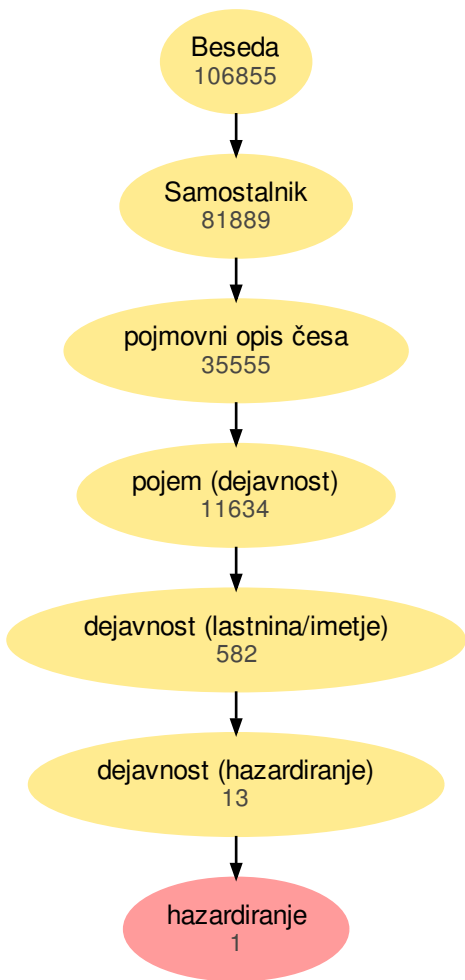 Beseda
106855
Samostalnik
81889
pojmovni opis česa
35555
pojem (dejavnost)
11634
dejavnost (lastnina/imetje)
582
dejavnost (hazardiranje)
13
hazardiranje
1